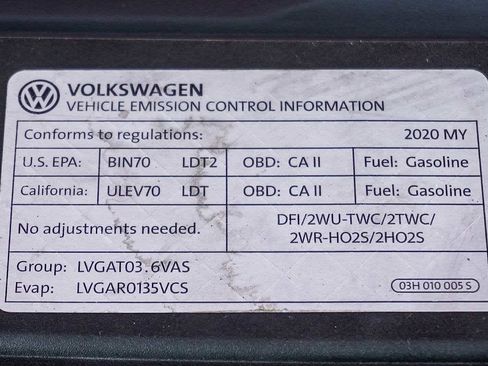 VOLKSWAGEN
VEHICLE EMISSION CONTROL INFORMATION
Conforms to regulations: 2020 MY
U.S. EPA: BIN70 LDT2 OBD: CA II Fuel: Gasoline
California: ULEV70 LDT OBD: CA II Fuel: Gasoline
No adjustments needed. DFI/2WU-TWC/2TWC/
2WR-HO2S/2HO2S
Group: LVGAT03.6VAS
Evap: LVGAR0135VCS 03H 010 005 S